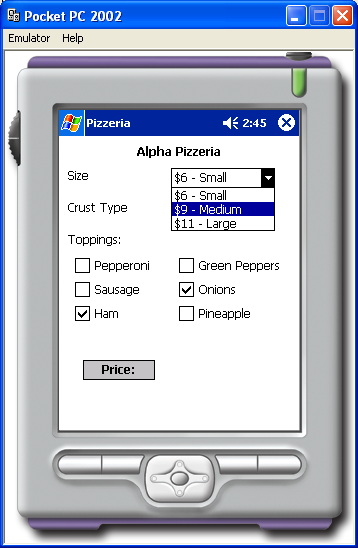 Pocket PC 2002
Emulator Help
Pizzeria 2:45
Alpha Pizzeria
Size $6 - Small
$6 - Small
Crust Type $9 - Medium
$11 - Large
Toppings:
Pepperoni Green Peppers
Sausage Onions
Ham Pineapple
Price: